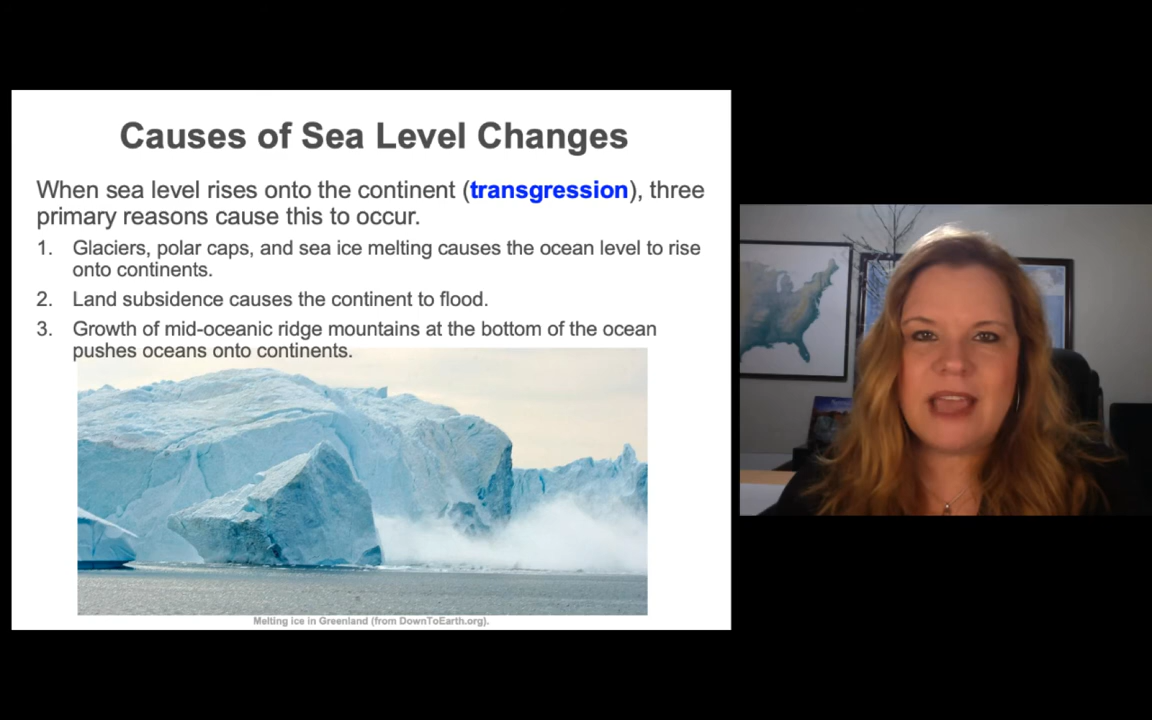 Causes of Sea Level Changes
When sea level rises onto the continent (transgression), three
primary reasons cause this to occur.
1. Glaciers, polar caps, and sea ice melting causes the ocean level to rise
onto continents.
2. Land subsidence causes the continent to flood.
3. Growth of mid-oceanic ridge mountains at the bottom of the ocean
pushes oceans onto continents.
Melting ice in Greenland (from DownToEarth.org).